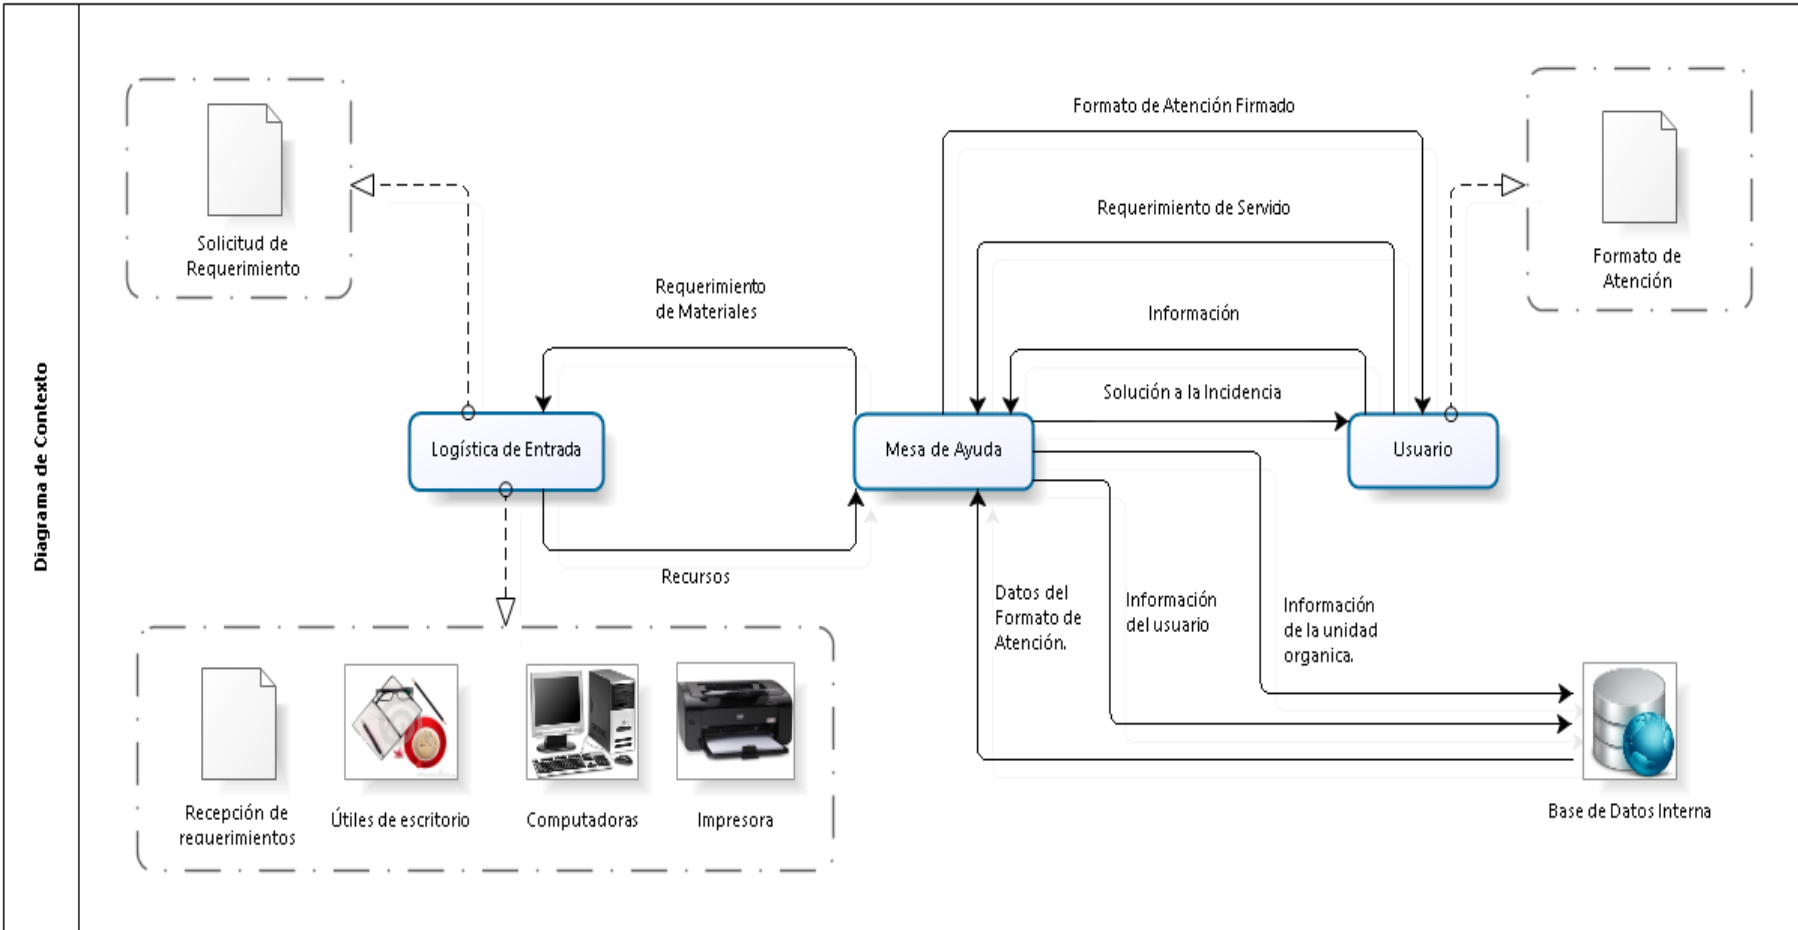 Diagrama de Contexto
Solicitud de
Requerimiento
Formato de Atención Firmado
Requerimiento de Servicio
Formato de
Atención
Requerimiento
de Materiales
Información
Solución a la Incidencia
Logística de Entrada
Mesa de Ayuda
Usuario
Recursos
Datos del
Formato de
Atención.
Información
del usuario
Información
de la unidad
organica.
Recepción de
requerimientos
Útiles de escritorio
Computadoras
Impresora
Base de Datos Interna